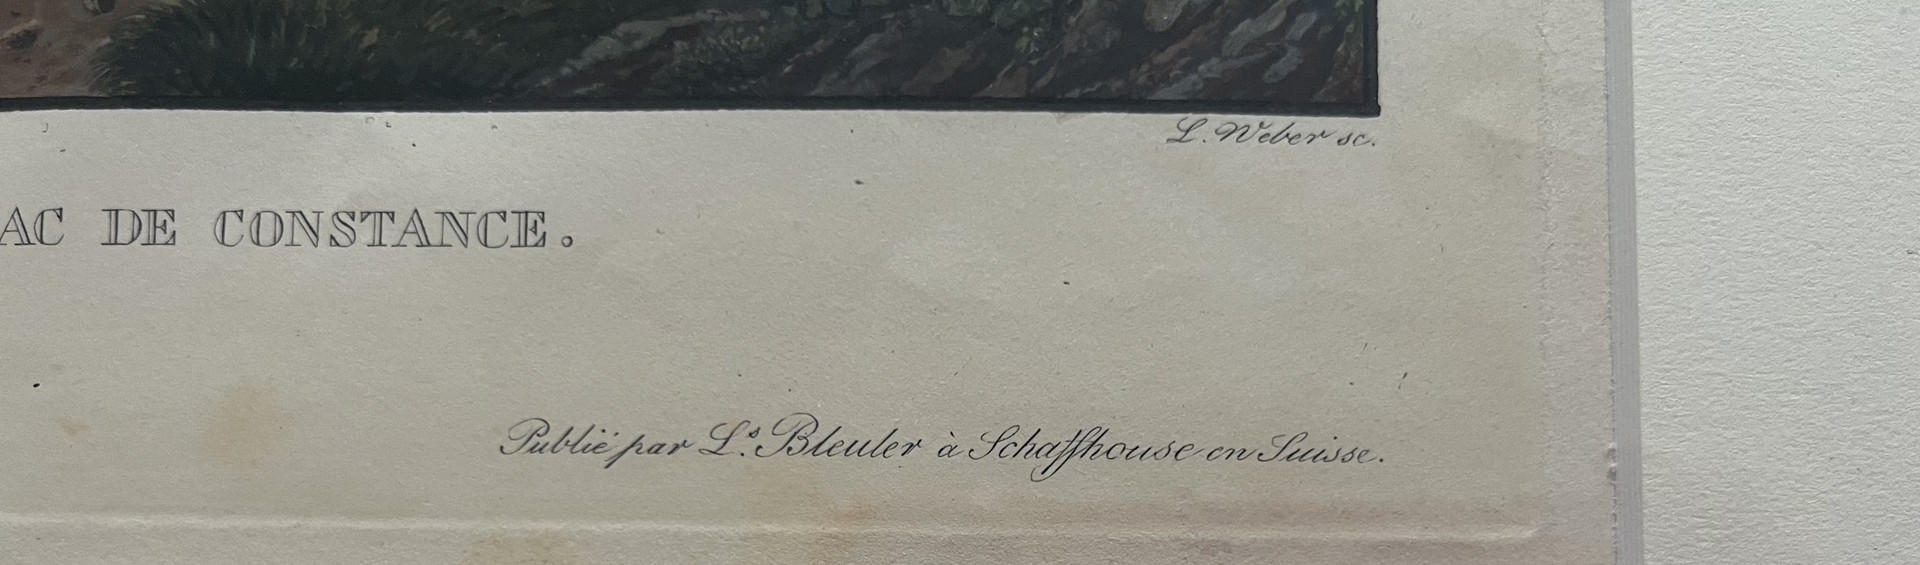 L. Weber sc.
AC DE CONSTANCE.
Publié par L.s Bleuler à Schaffhouse en Suisse.